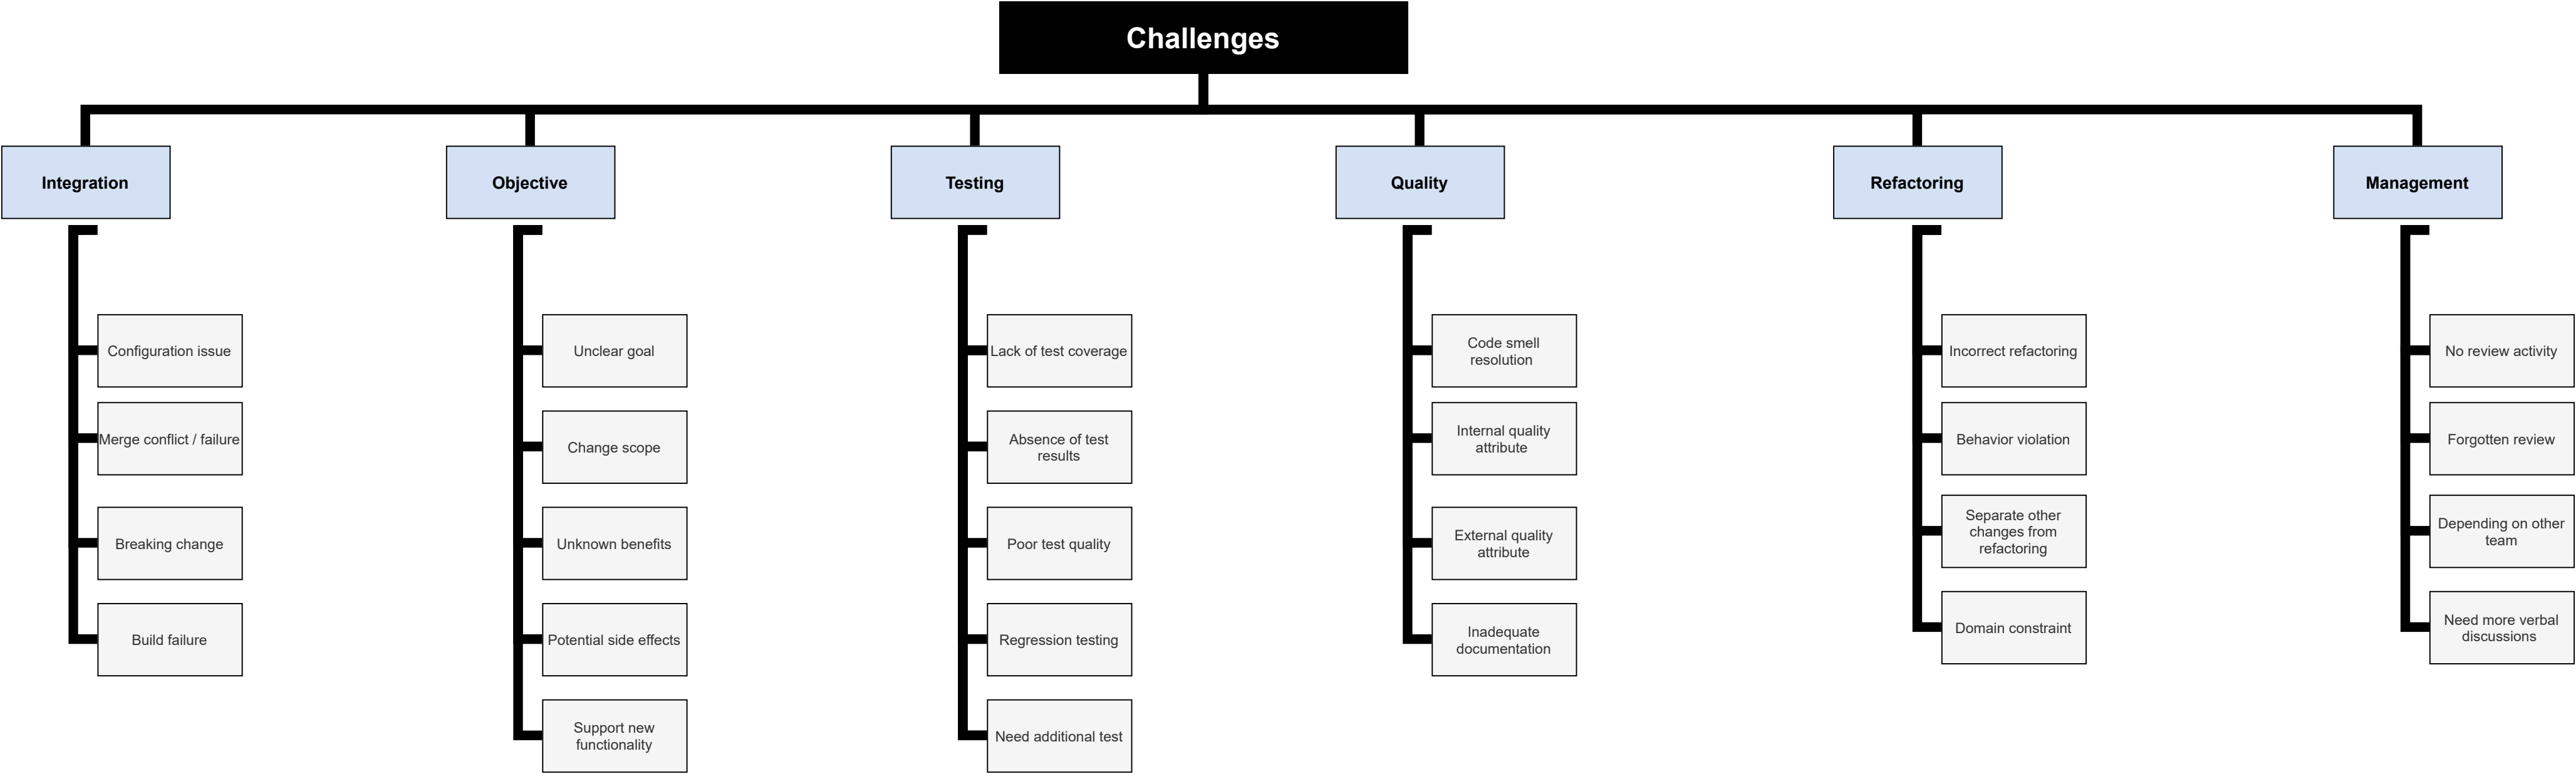 Challenges
Integration
Objective
Testing
Quality
Refactoring
Management
Configuration issue
Merge conflict / failure
Breaking change
Build failure
Unclear goal
Change scope
Unknown benefits
Potential side effects
Support new
functionality
Lack of test coverage
Absence of test
results
Poor test quality
Regression testing
Need additional test
Code smell
resolution
Internal quality
attribute
External quality
attribute
Inadequate
documentation
Incorrect refactoring
Behavior violation
Separate other
changes from
refactoring
Domain constraint
No review activity
Forgotten review
Depending on other
team
Need more verbal
discussions